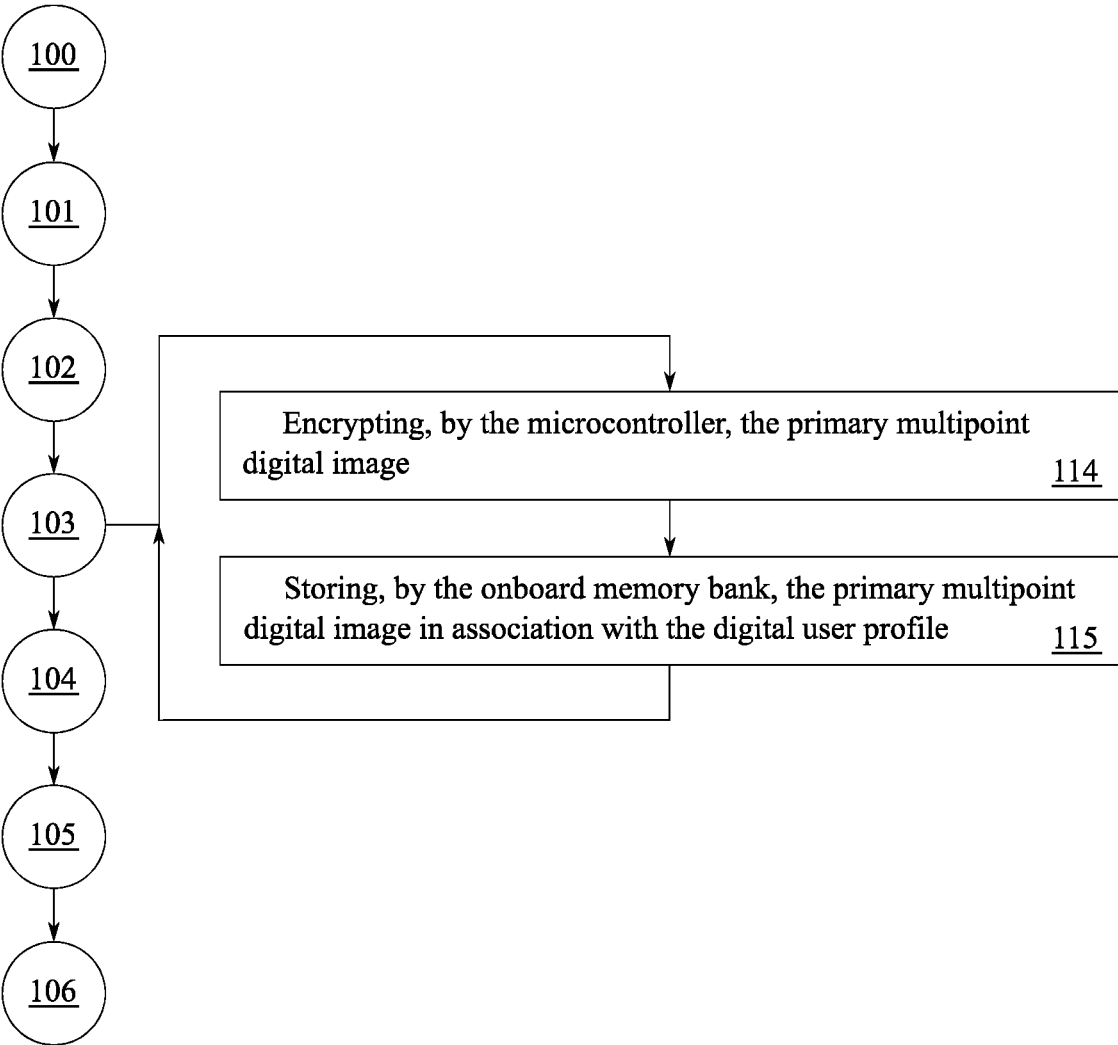 100
101
102
103
Encrypting, by the microcontroller, the primary multipoint
digital image
114
Storing, by the onboard memory bank, the primary multipoint
digital image in association with the digital user profile
115
104
105
106